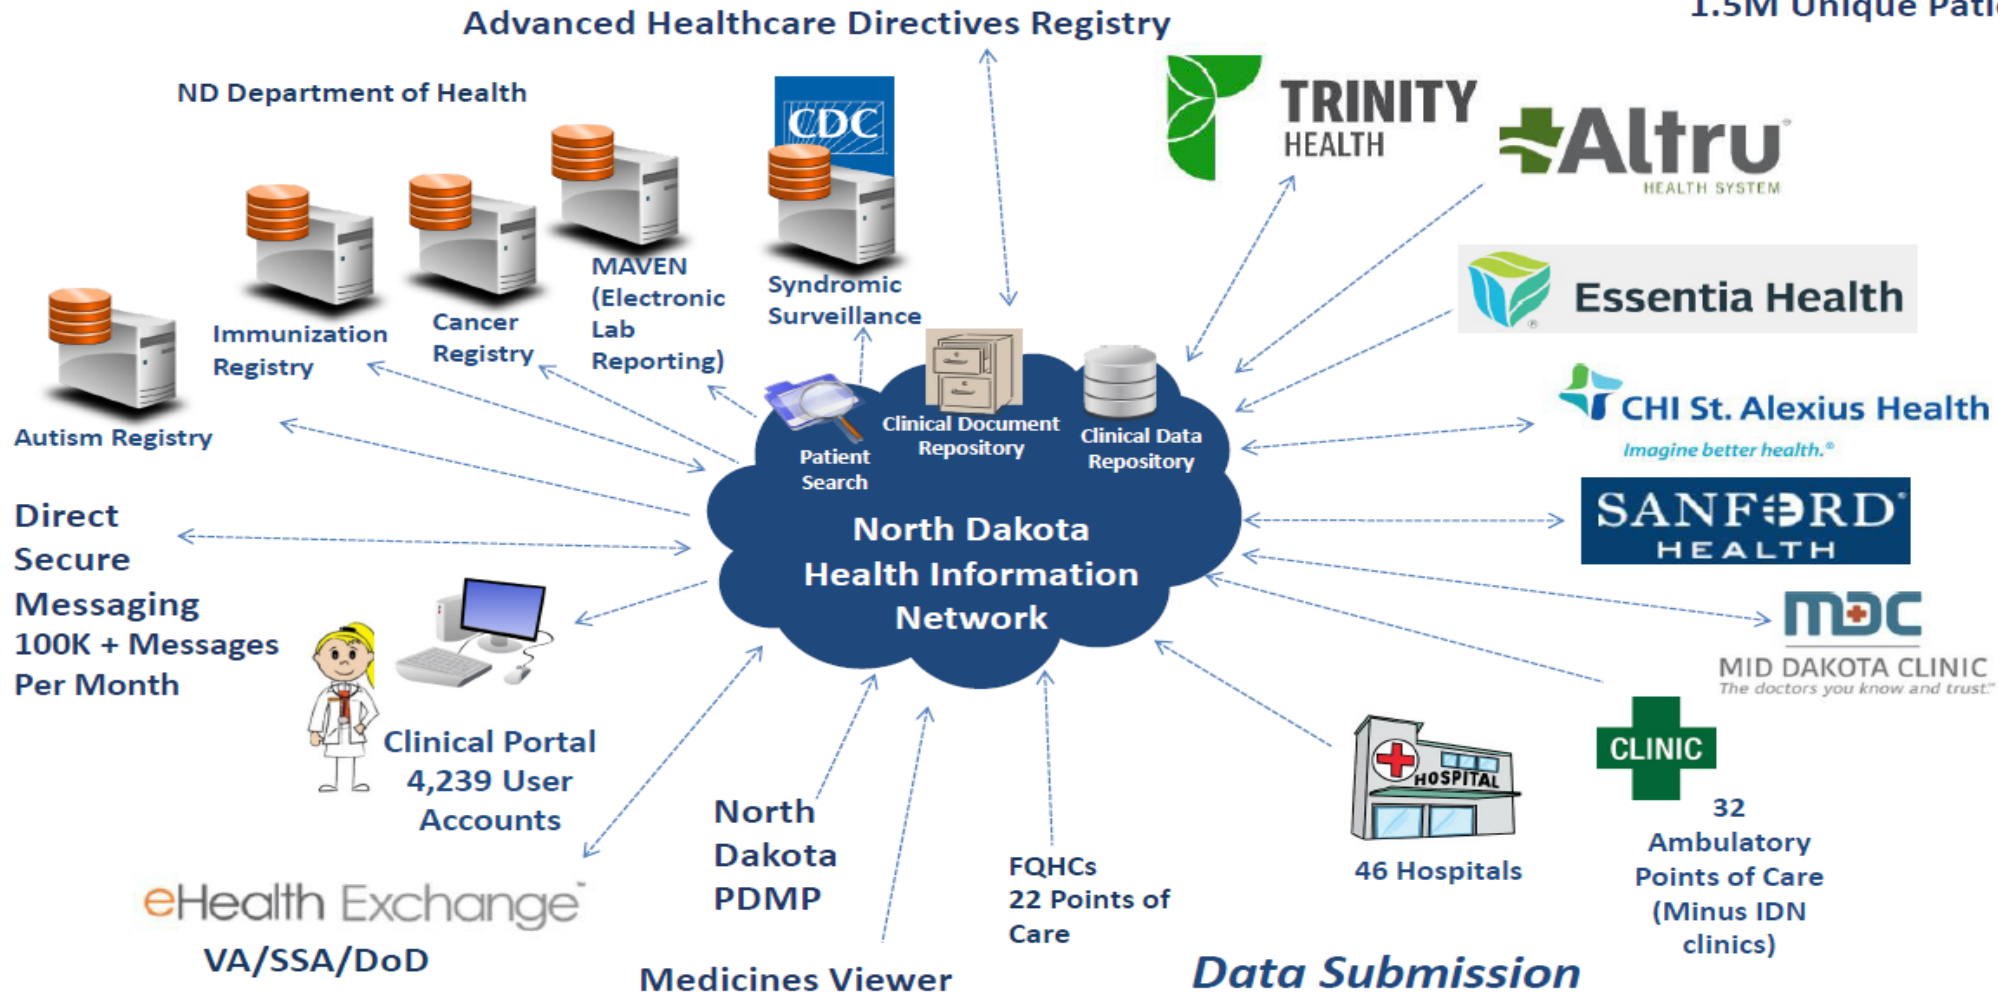 Advanced Healthcare Directives Registry
1.5M Unique
ND Department of Health
CDC
TRINITY
HEALTH
Altru
HEALTH SYSTEM
MAVEN
(Electronic
Lab
Reporting)
Syndromic
Surveillance
Essentia Health
Immunization
Registry
Cancer
Registry
Autism Registry
CHI St. Alexius Health
Imagine better health.®
Patient
Search
Clinical Document
Repository
Clinical Data
Repository
Direct
Secure
Messaging
100K + Messages
Per Month
North Dakota
Health Information
Network
SANFORD
HEALTH
MDC
MID DAKOTA CLINIC
The doctors you know and trust.℠
Clinical Portal
4,239 User
Accounts
CLINIC
HOSPITAL
32
Ambulatory
Points of Care
(Minus IDN
clinics)
46 Hospitals
North
Dakota
PDMP
FQHCs
22 Points of
Care
eHealth Exchange™
VA/SSA/DoD
Medicines Viewer
Data Submission